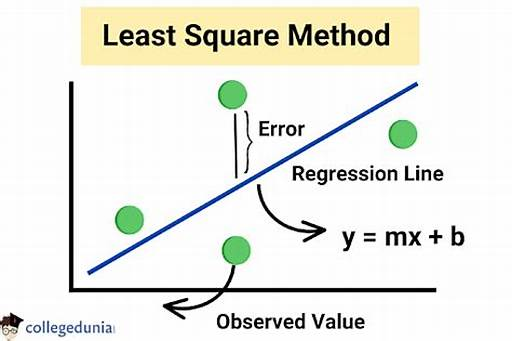 Least Square Method
Error
Regression Line
y = mx + b
Observed Value
collegedunia